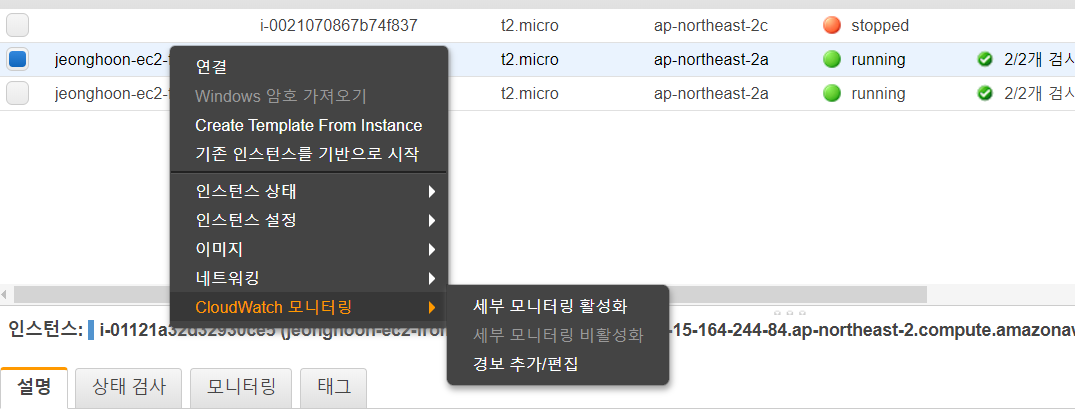 i-0021070867b74f837 t2.micro ap-northeast-2c stopped
jeonghoon-ec2- t2.micro ap-northeast-2a running 2/2개 검사
jeonghoon-ec2- t2.micro ap-northeast-2a running 2/2개 검사
연결
Windows 암호 가져오기
Create Template From Instance
기존 인스턴스를 기반으로 시작
인스턴스 상태
인스턴스 설정
이미지
네트워킹
CloudWatch 모니터링
세부 모니터링 활성화
세부 모니터링 비활성화
경보 추가/편집
인스턴스: (jeonghoon-ec2- -15-164-244-84.ap-northeast-2.compute.amazonaw
설명 상태 검사 모니터링 태그